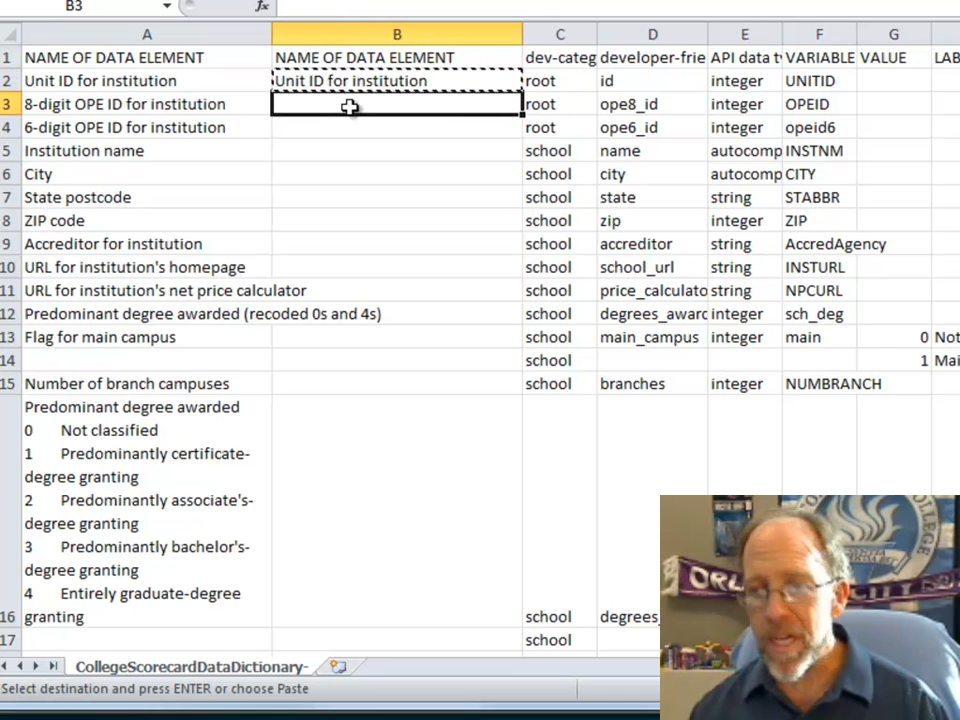 B3 fx
A B C D E F G
1 NAME OF DATA ELEMENT NAME OF DATA ELEMENT dev-categ developer-frie API data t VARIABLE VALUE LAB
2 Unit ID for institution Unit ID for institution root id integer UNITID
3 8-digit OPE ID for institution root ope8_id integer OPEID
4 6-digit OPE ID for institution root ope6_id integer opeid6
5 Institution name school name autocomp INSTNM
6 City school city autocomp CITY
7 State postcode school state string STABBR
8 ZIP code school zip integer ZIP
9 Accreditor for institution school accreditor string AccredAgency
10 URL for institution's homepage school school_url string INSTURL
11 URL for institution's net price calculator school price_calculato string NPCURL
12 Predominant degree awarded (recoded 0s and 4s) school degrees_award integer sch_deg
13 Flag for main campus school main_campus integer main 0 Not
14 school 1 Mai
15 Number of branch campuses school branches integer NUMBRANCH
Predominant degree awarded
0 Not classified
1 Predominantly certificate-
degree granting
2 Predominantly associate's-
degree granting
3 Predominantly bachelor's-
degree granting
4 Entirely graduate-degree
16 granting school degrees_
17 school
CollegeScorecardDataDictionary-
Select destination and press ENTER or choose Paste
COLLEGE
ORL CITY